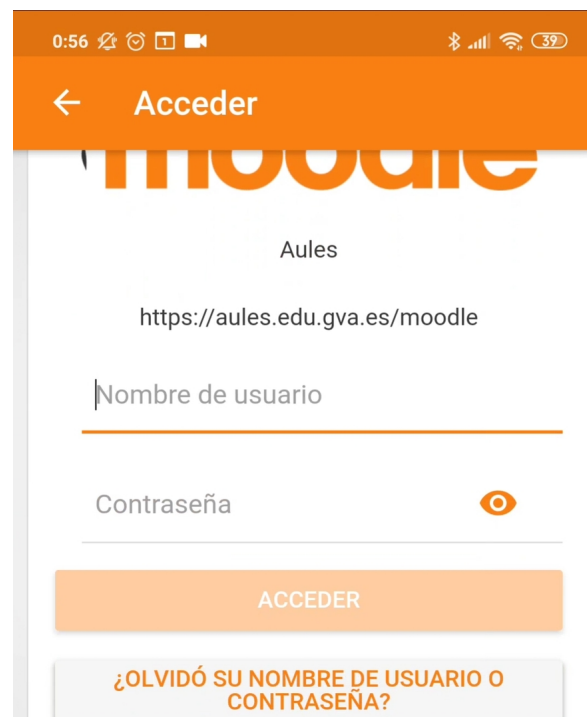 0:56 1 39
Acceder
moodle
Aules
https://aules.edu.gva.es/moodle
Nombre de usuario
Contraseña
ACCEDER
¿OLVIDÓ SU NOMBRE DE USUARIO O
CONTRASEÑA?